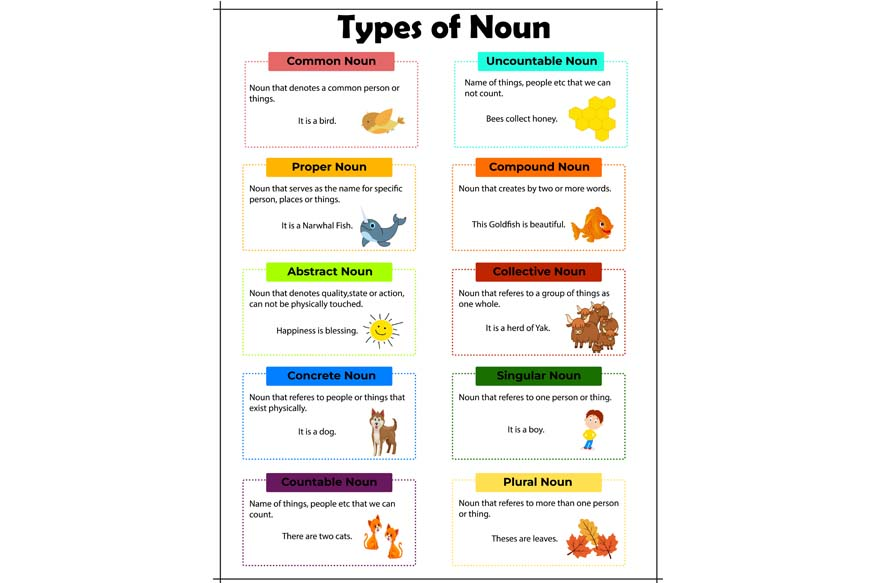 Types of Noun
Common Noun
Noun that denotes a common person or
things.
It is a bird.
Uncountable Noun
Name of things, people etc that we can
not count.
Bees collect honey.
Proper Noun
Noun that serves as the name for specific
person, places or things.
It is a Narwhal Fish.
Compound Noun
Noun that creates by two or more words.
This Goldfish is beautiful.
Abstract Noun
Noun that denotes quality,state or action,
can not be physically touched.
Happiness is blessing.
Collective Noun
Noun that referes to a group of things as
one whole.
It is a herd of Yak.
Concrete Noun
Noun that referes to people or things that
exist physically.
It is a dog.
Singular Noun
Noun that referes to one person or thing.
It is a boy.
Countable Noun
Name of things, people etc that we can
count.
There are two cats.
Plural Noun
Noun that referes to more than one person
or thing.
Theses are leaves.